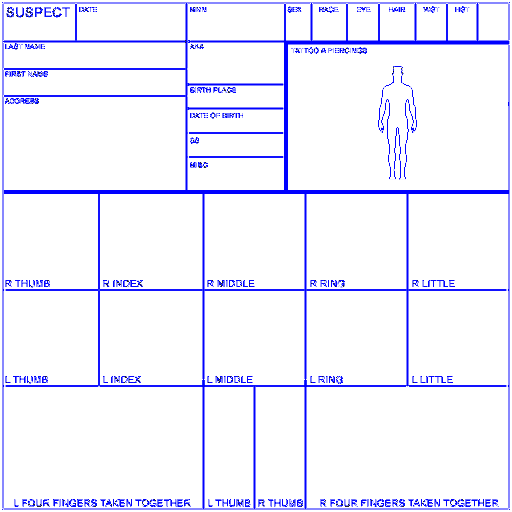 SUSPECT
DATE
SEX RACE EYE HAIR WGT HGT
LAST NAME
AKA
TATTOO & PIERCINGS
FIRST NAME
BIRTH PLACE
ADDRESS
DATE OF BIRTH
MISC
R THUMB R INDEX R MIDDLE R RING R LITTLE
L THUMB L INDEX L MIDDLE L RING L LITTLE
L FOUR FINGERS TAKEN TOGETHER L THUMB R THUMB R FOUR FINGERS TAKEN TOGETHER